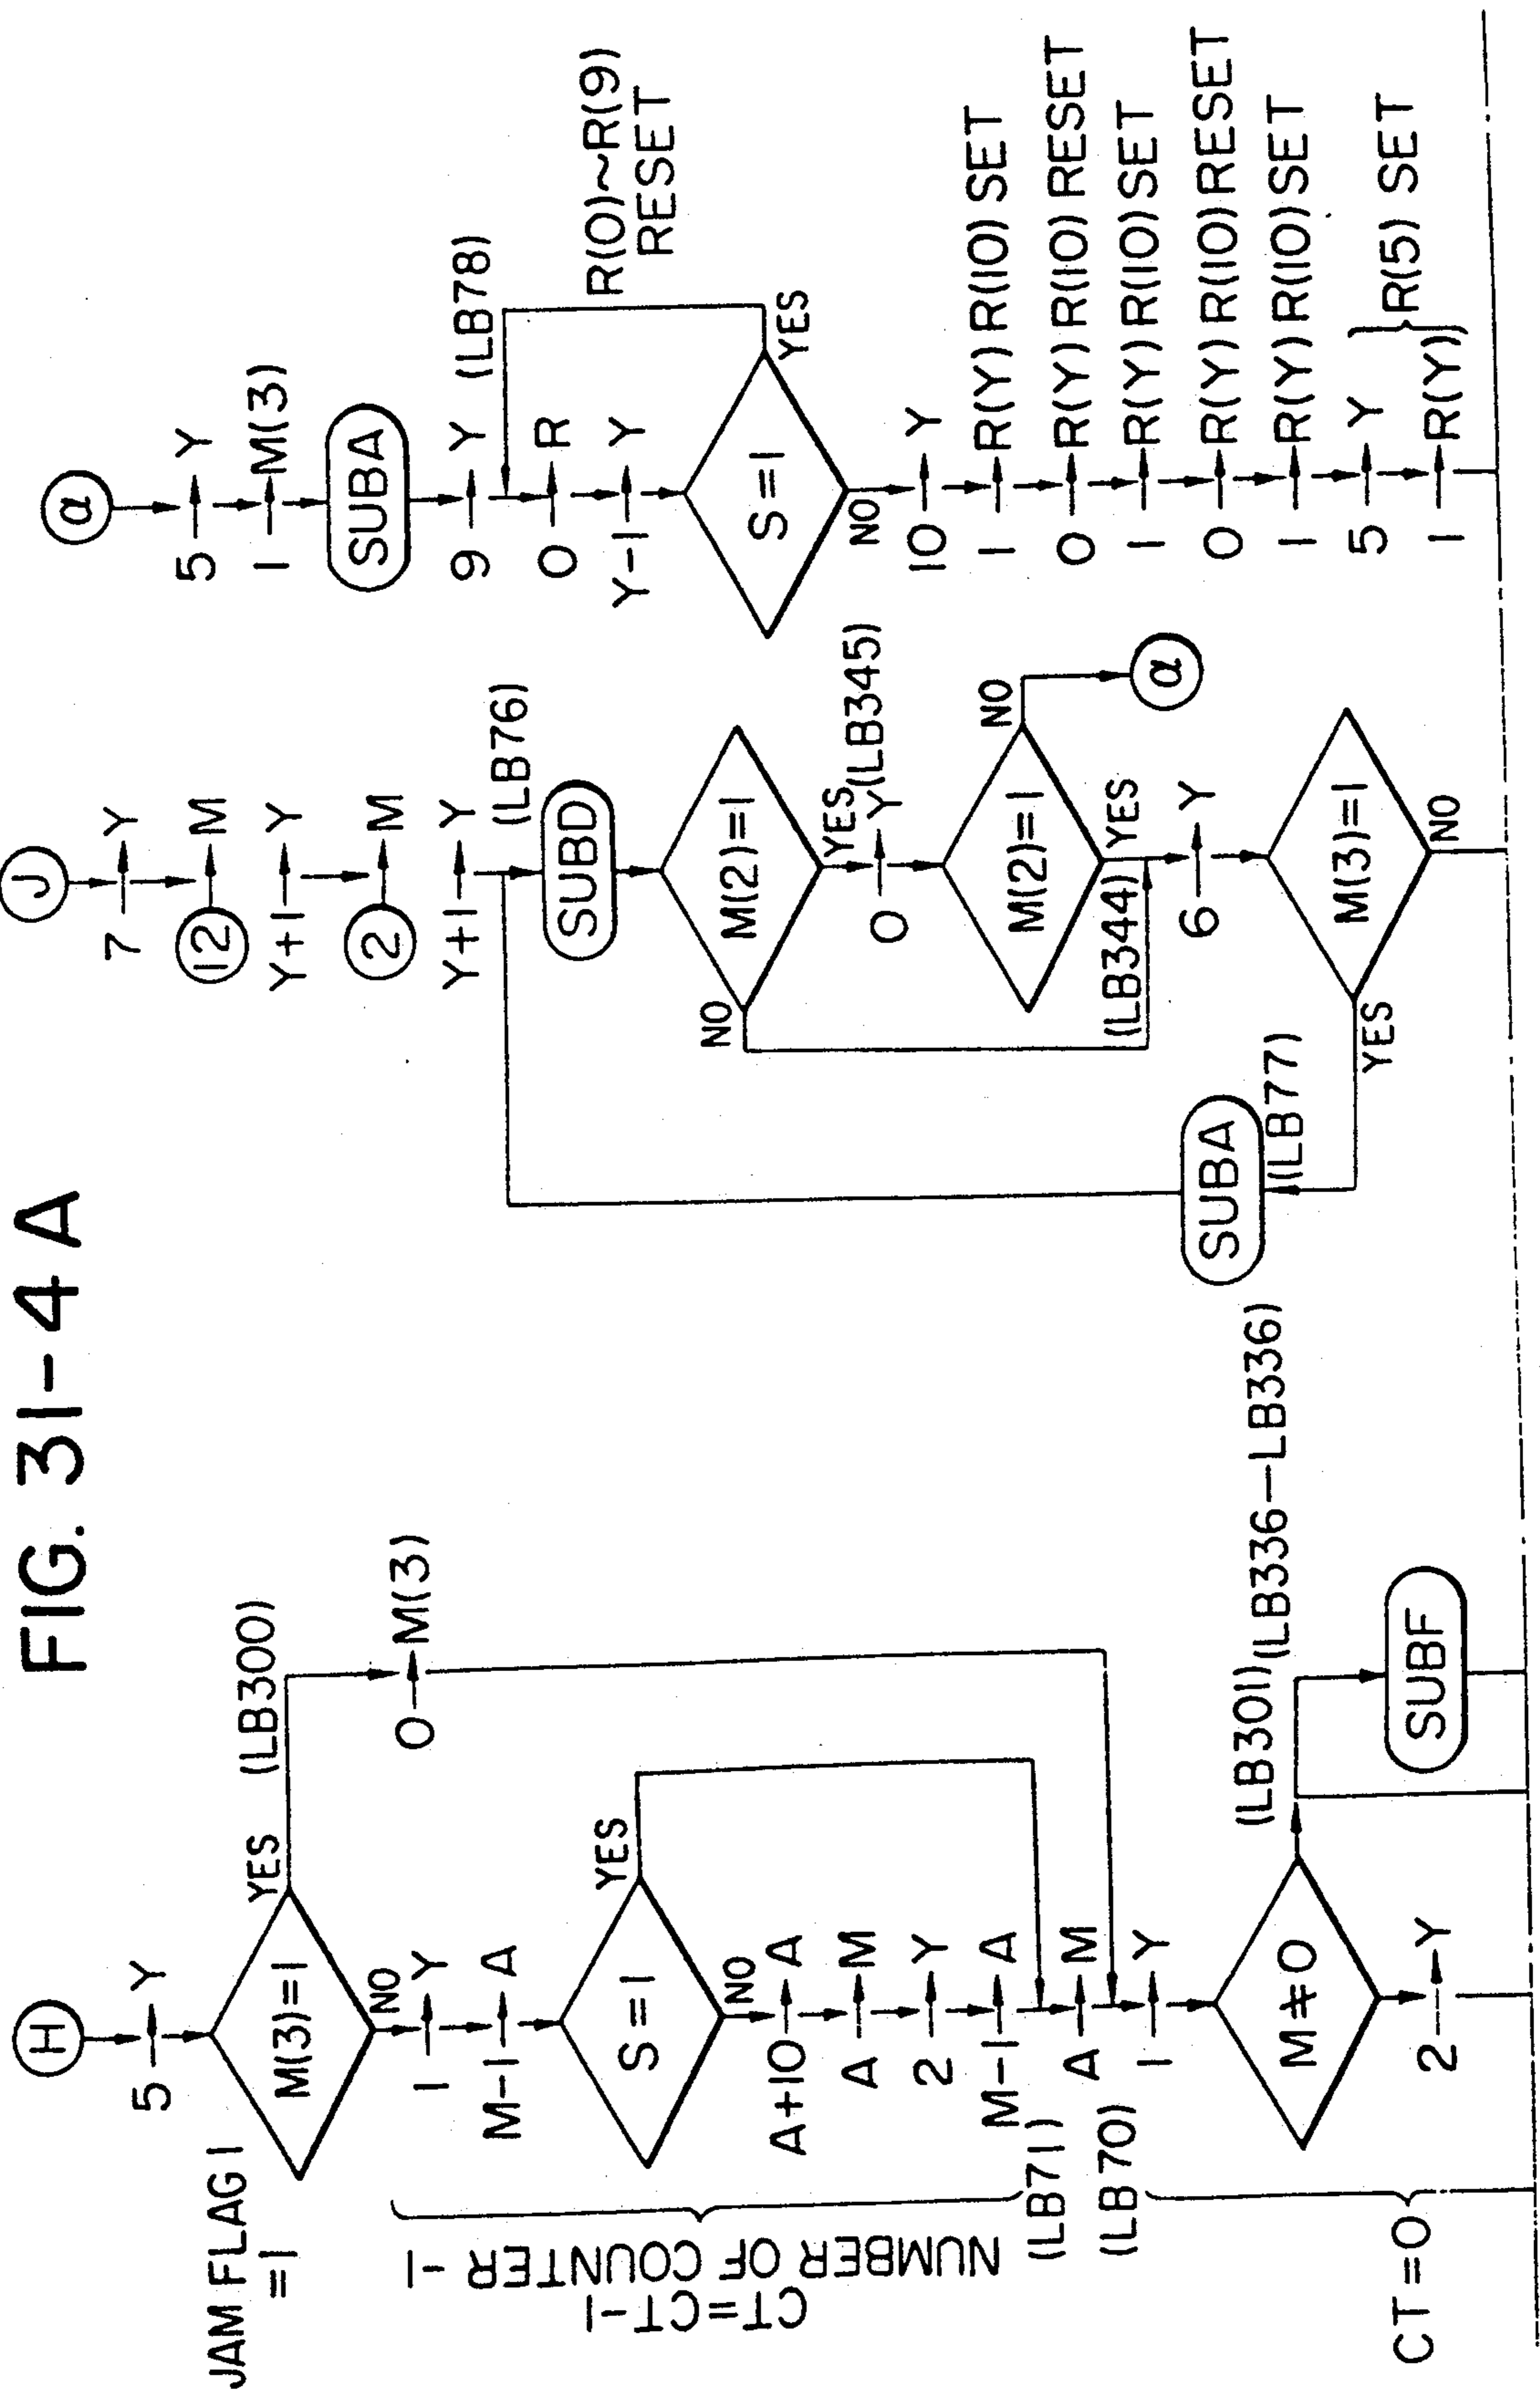 FIG. 31-4 A
H
5→Y
JAM FLAG 1
=1
M(3)=1
YES
(LB300)
0→M(3)
NO
1→Y
M-1→A
S=1
YES
NO
A+10→A
A→M
2→Y
M-1→A
(LB71)
A→M
(LB70)
1→Y
CT=CT-1
NUMBER OF COUNTER -1
M≠0
(LB301)
(LB336-LB336)
SUBF
2→Y
CT=0
J
7→Y
12→M
Y+1→Y
2→M
Y+1→Y
(LB76)
SUBD
M(2)=1
NO
YES
(LB345)
0→Y
M(2)=1
NO
α
YES
(LB344)
6→Y
M(3)=1
YES
NO
(LB77)
SUBA
α
5→Y
1→M(3)
SUBA
9→Y
(LB78)
0→R
Y-1→Y
R(0)~R(9)
RESET
S=1
YES
NO
10→Y
1→R(Y) R(10) SET
0→R(Y) R(10) RESET
1→R(Y) R(10) SET
0→R(Y) R(10) RESET
1→R(Y) R(10) SET
5→Y
1→R(Y)
R(5) SET